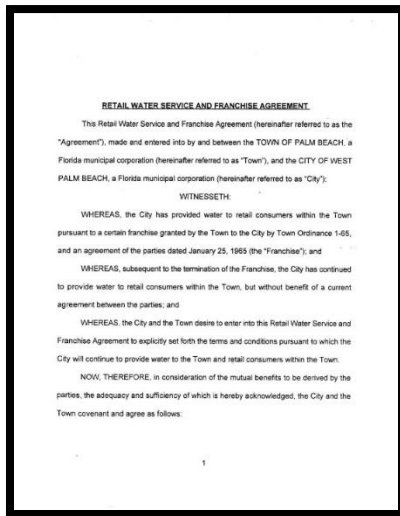 RETAIL WATER SERVICE AND FRANCHISE AGREEMENT
This Retail Water Service and Franchise Agreement (hereinafter referred to as the
"Agreement"), made and entered into by and between the TOWN OF PALM BEACH, a
Florida municipal corporation (hereinafter referred to as "Town"), and the CITY OF WEST
PALM BEACH, a Florida municipal corporation (hereinafter referred to as "City"):
WITNESSETH:
WHEREAS, the City has provided water to retail consumers within the Town
pursuant to a certain franchise granted by the Town to the City by Town Ordinance 1-65,
and an agreement of the parties dated January 25, 1965 (the "Franchise"); and
WHEREAS, subsequent to the termination of the Franchise, the City has continued
to provide water to retail consumers within the Town, but without benefit of a current
agreement between the parties; and
WHEREAS, the City and the Town desire to enter into this Retail Water Service and
Franchise Agreement to explicitly set forth the terms and conditions pursuant to which the
City will continue to provide water to the Town and retail consumers within the Town.
NOW, THEREFORE, in consideration of the mutual benefits to be derived by the
parties, the adequacy and sufficiency of which is hereby acknowledged, the City and the
Town covenant and agree as follows:
1